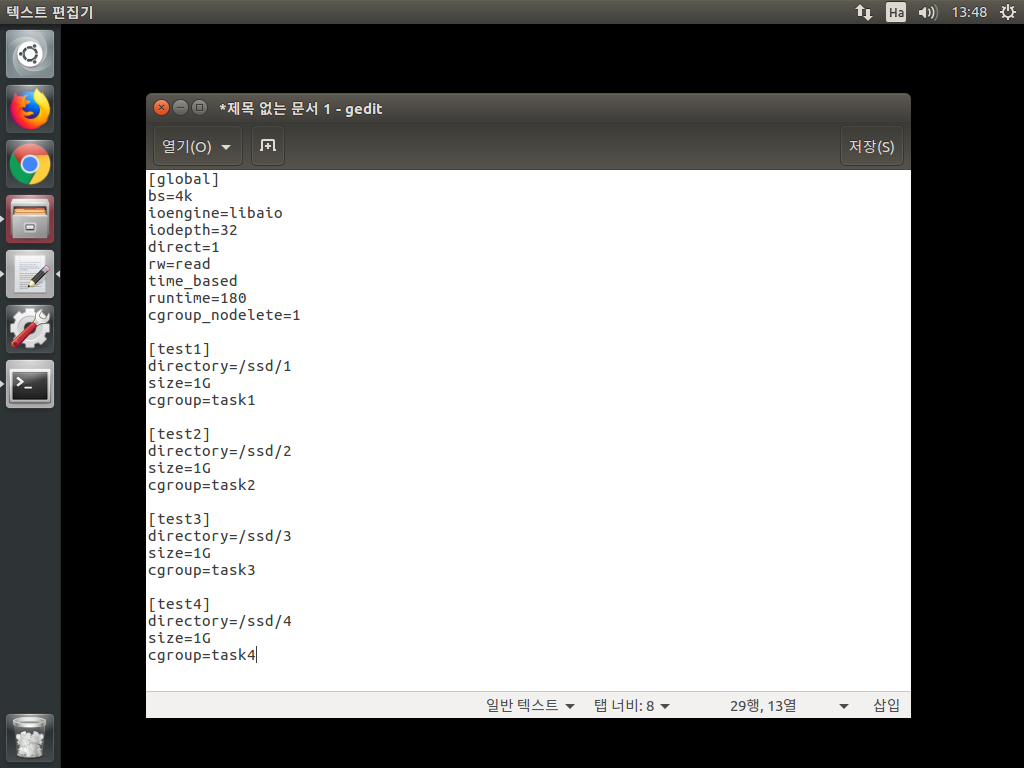 텍스트 편집기
Ha
13:48
*제목 없는 문서 1 - gedit
열기(O)
저장(S)
[global]
bs=4k
ioengine=libaio
iodepth=32
direct=1
rw=read
time_based
runtime=180
cgroup_nodelete=1
[test1]
directory=/ssd/1
size=1G
cgroup=task1
[test2]
directory=/ssd/2
size=1G
cgroup=task2
[test3]
directory=/ssd/3
size=1G
cgroup=task3
[test4]
directory=/ssd/4
size=1G
cgroup=task4
일반 텍스트 탭 너비: 8 29행, 13열 삽입